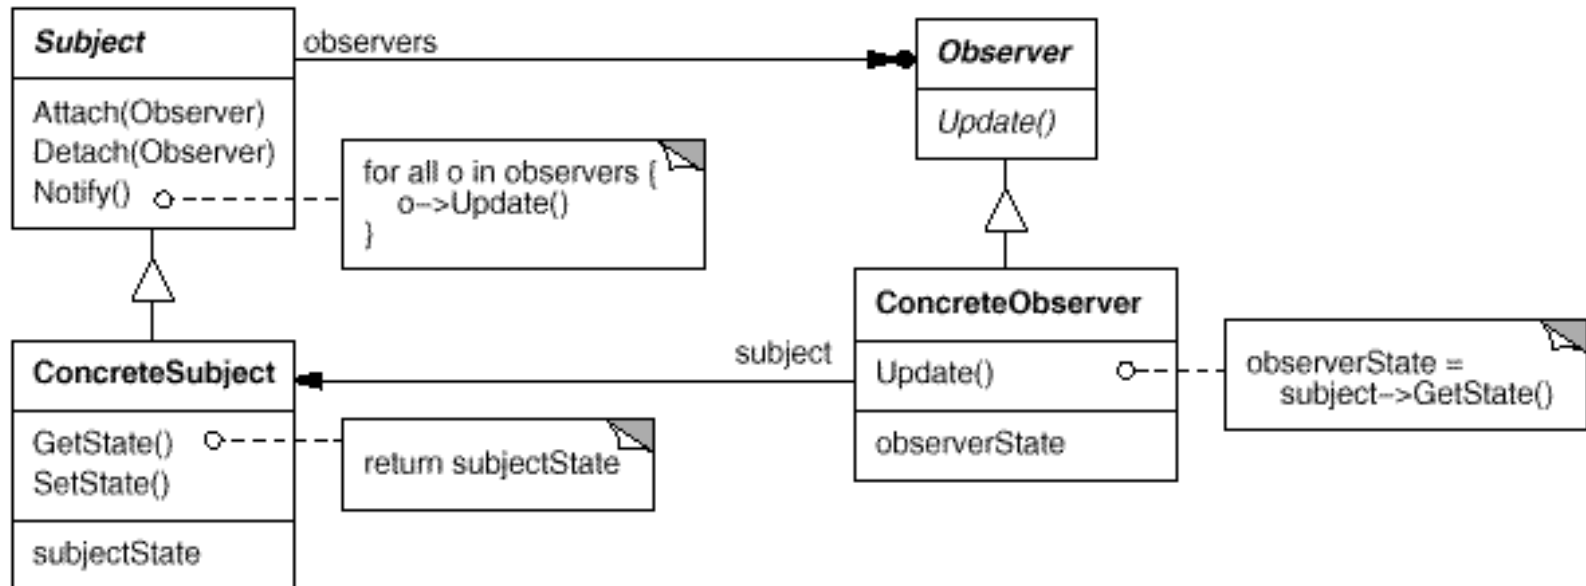 Subject
observers
Observer
Attach(Observer)
Detach(Observer)
Notify()
Update()
for all o in observers {
o->Update()
}
ConcreteSubject
subject
ConcreteObserver
Update()
observerState =
subject->GetState()
GetState()
SetState()
return subjectState
observerState
subjectState